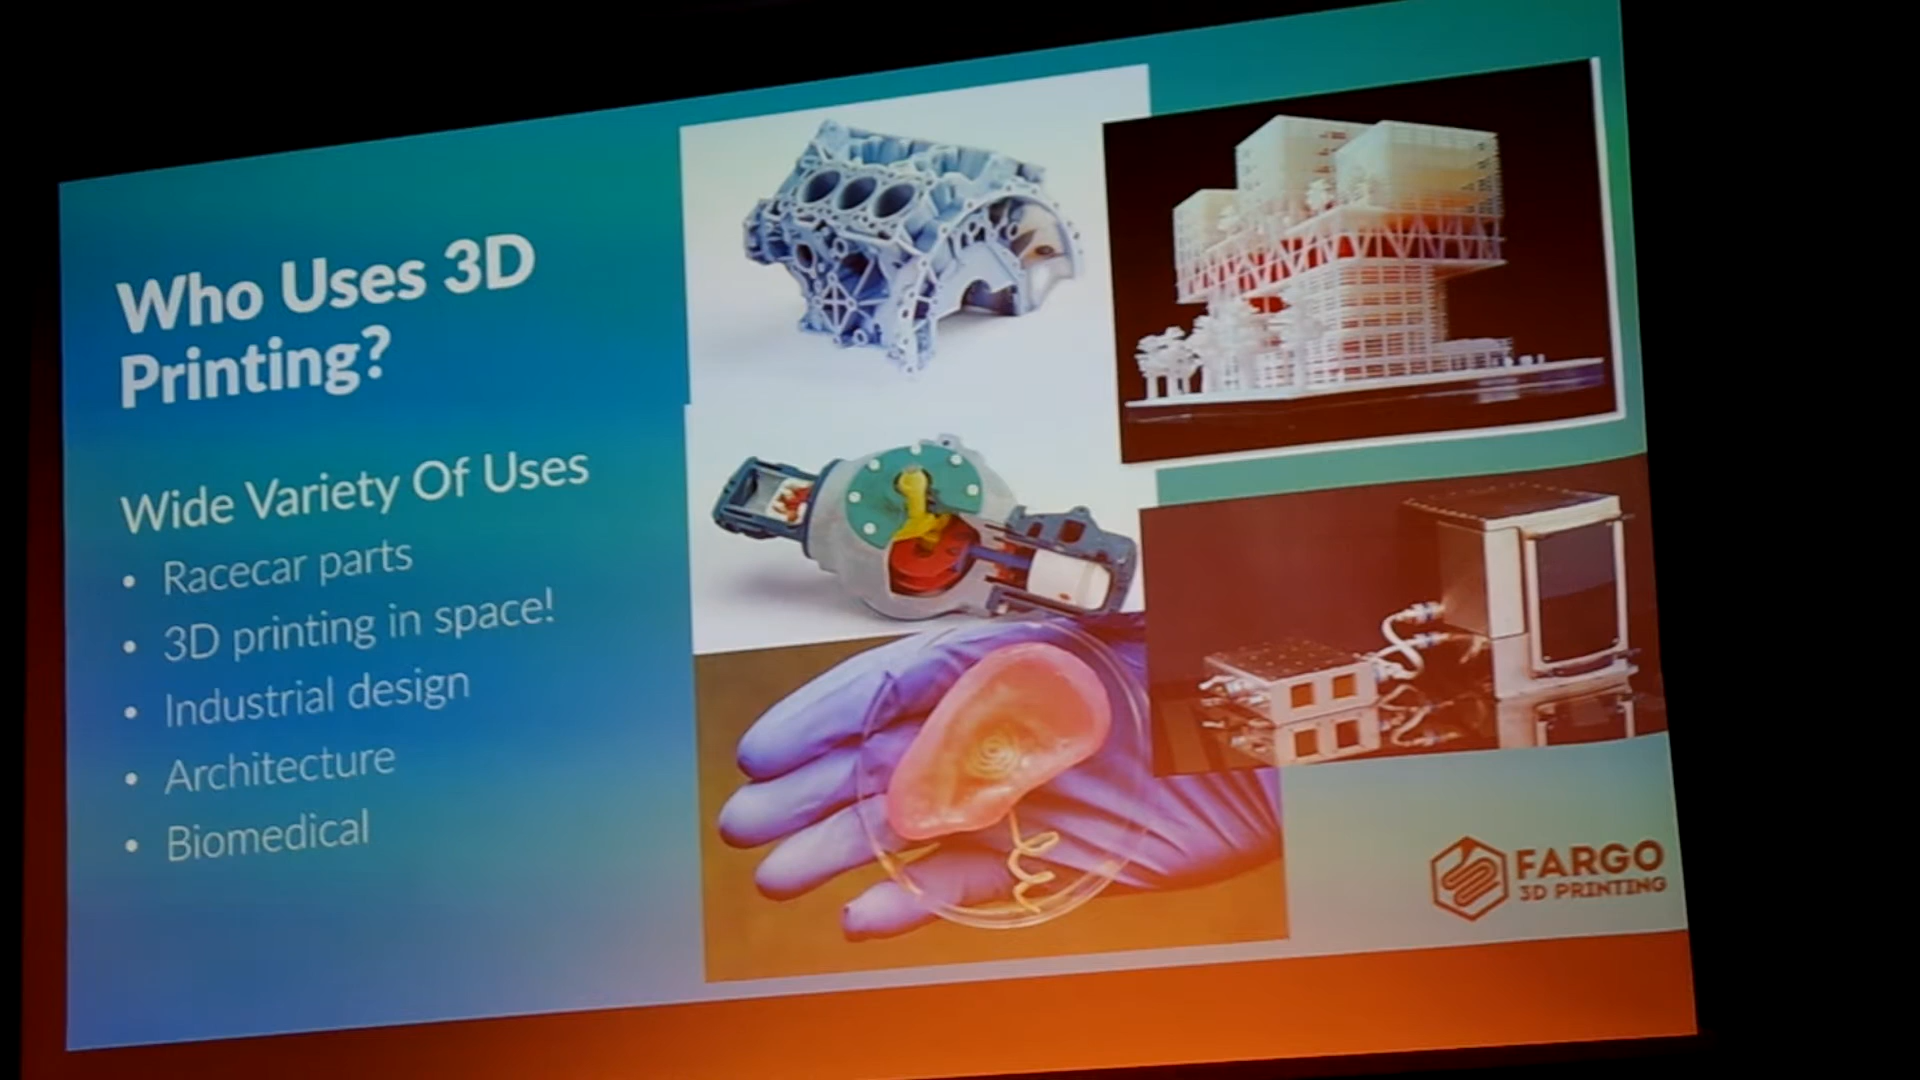 Who Uses 3D
Printing?
Wide Variety Of Uses
• Racecar parts
• 3D printing in space!
• Industrial design
• Architecture
• Biomedical
FARGO
3D PRINTING